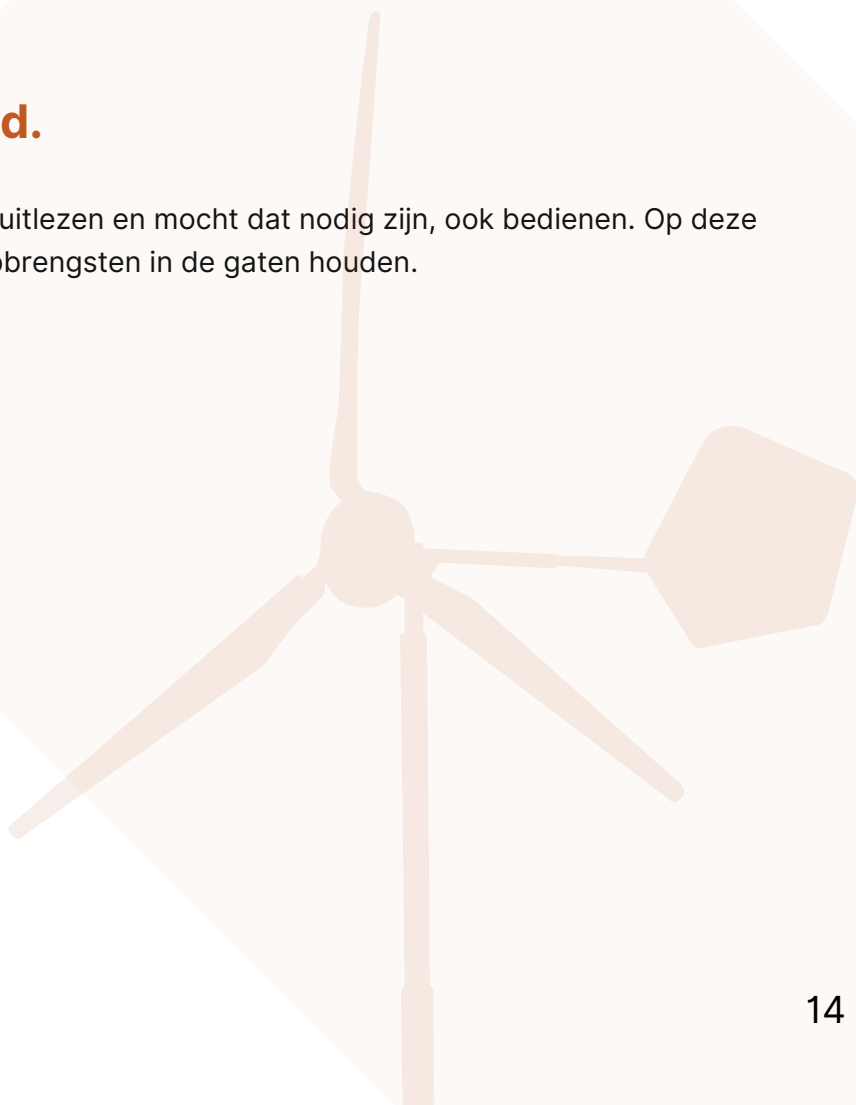 d.
uitlezen en mocht dat nodig zijn, ook bedienen. Op deze
brengsten in de gaten houden.
14